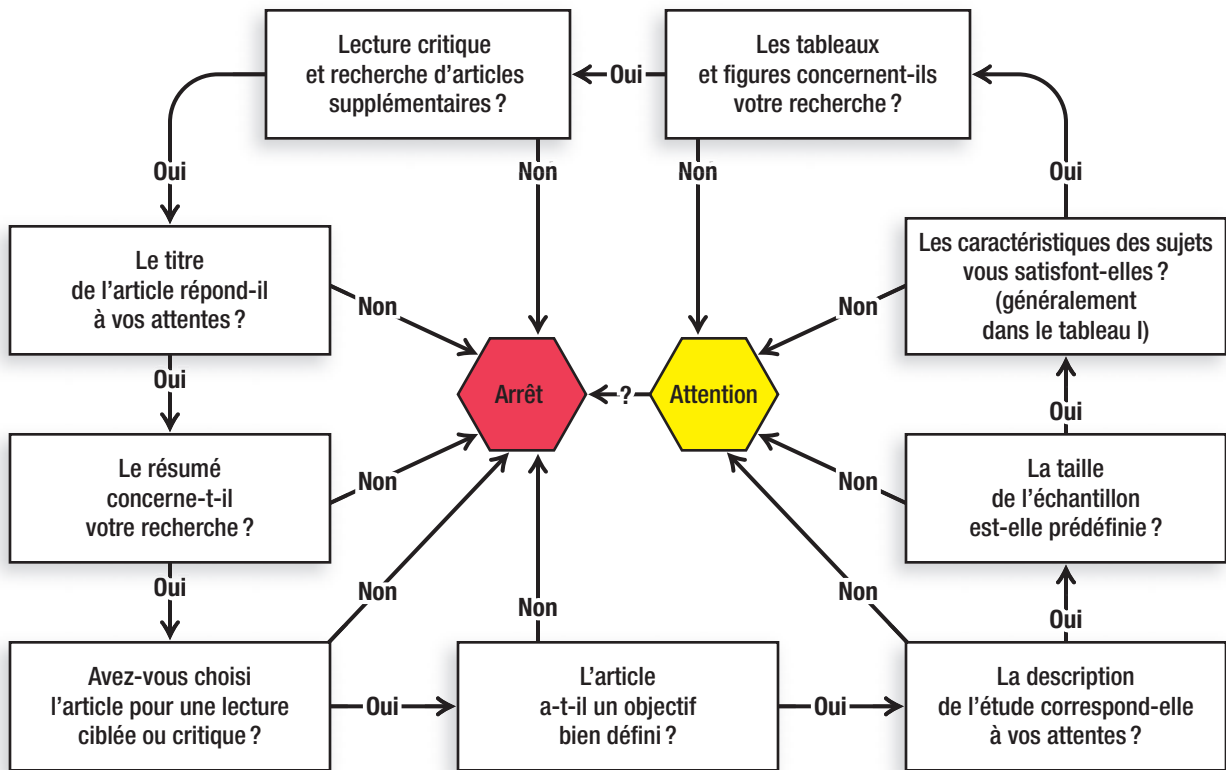 Lecture critique
et recherche d’articles
supplémentaires ?
Les tableaux
et figures concernent-ils
votre recherche ?
Oui
Oui
Non
Non
Oui
Le titre
de l’article répond-il
à vos attentes ?
Les caractéristiques des sujets
vous satisfont-elles ?
(généralement
dans le tableau I)
Non
Non
Oui
Arrêt
?
Attention
Oui
Le résumé
concerne-t-il
votre recherche ?
Non
Non
La taille
de l’échantillon
est-elle prédéfinie ?
Oui
Non
Non
Non
Oui
Avez-vous choisi
l’article pour une lecture
ciblée ou critique ?
Oui
L’article
a-t-il un objectif
bien défini ?
Oui
La description
de l’étude correspond-elle
à vos attentes ?